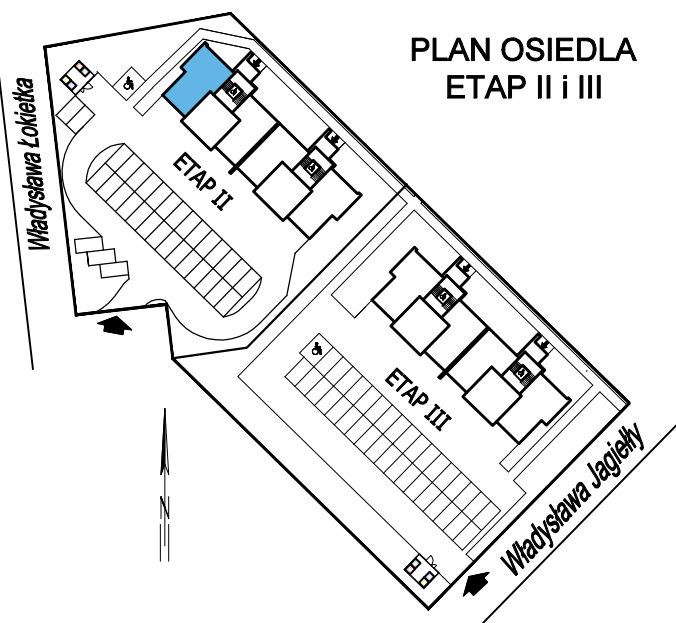 PLAN OSIEDLA
ETAP II i III
Władysława Łokietka
ETAP II
ETAP III
Władysława Jagiełły
N